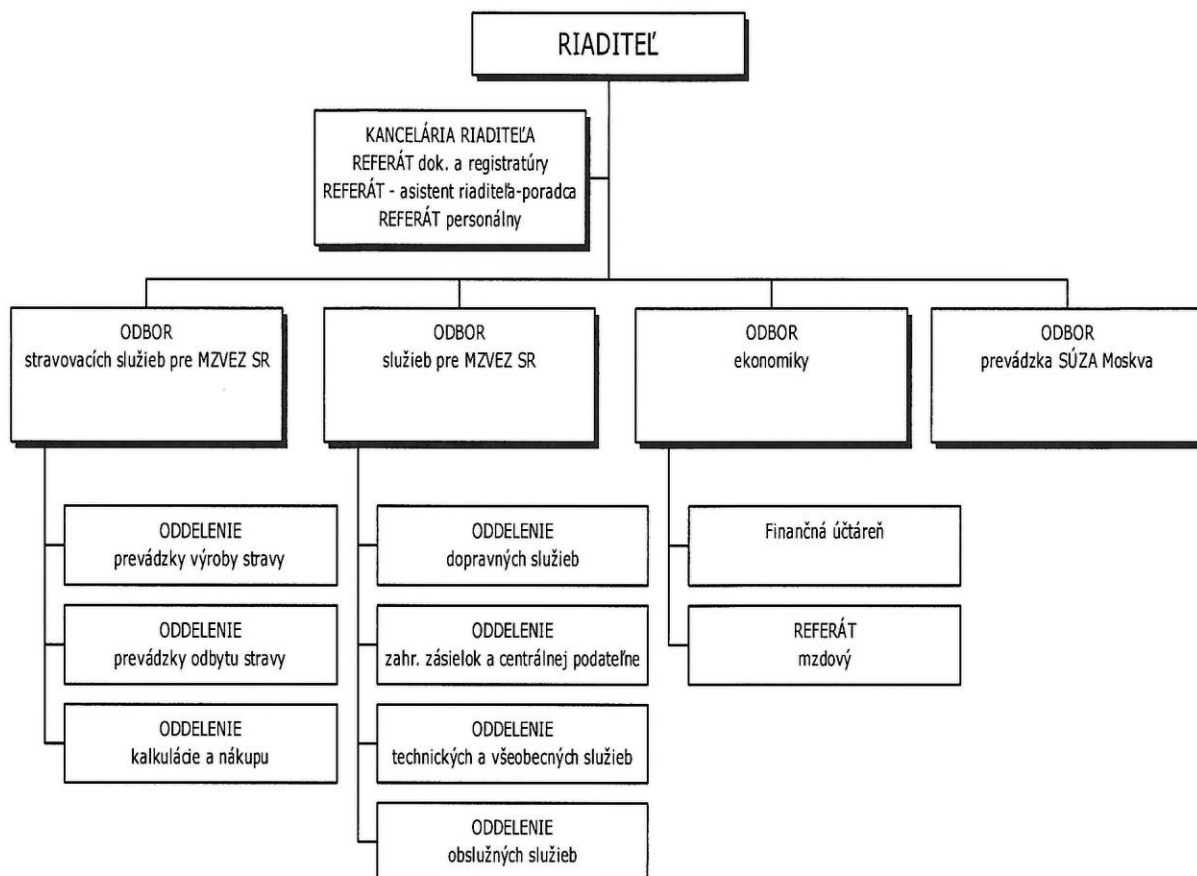 RIADITEĽ
KANCELÁRIA RIADITEĽA
REFERÁT dok. a registratúry
REFERÁT - asistent riaditeľa-poradca
REFERÁT personálny
ODBOR
stravovacích služieb pre MZVEZ SR
ODBOR
služieb pre MZVEZ SR
ODBOR
ekonomiky
ODBOR
prevádzka SÚZA Moskva
ODDELENIE
prevádzky výroby stravy
ODDELENIE
prevádzky odbytu stravy
ODDELENIE
kalkulácie a nákupu
ODDELENIE
dopravných služieb
ODDELENIE
zahr. zásielok a centrálnej podateľne
ODDELENIE
technických a všeobecných služieb
ODDELENIE
obslužných služieb
Finančná účtáreň
REFERÁT
mzdový